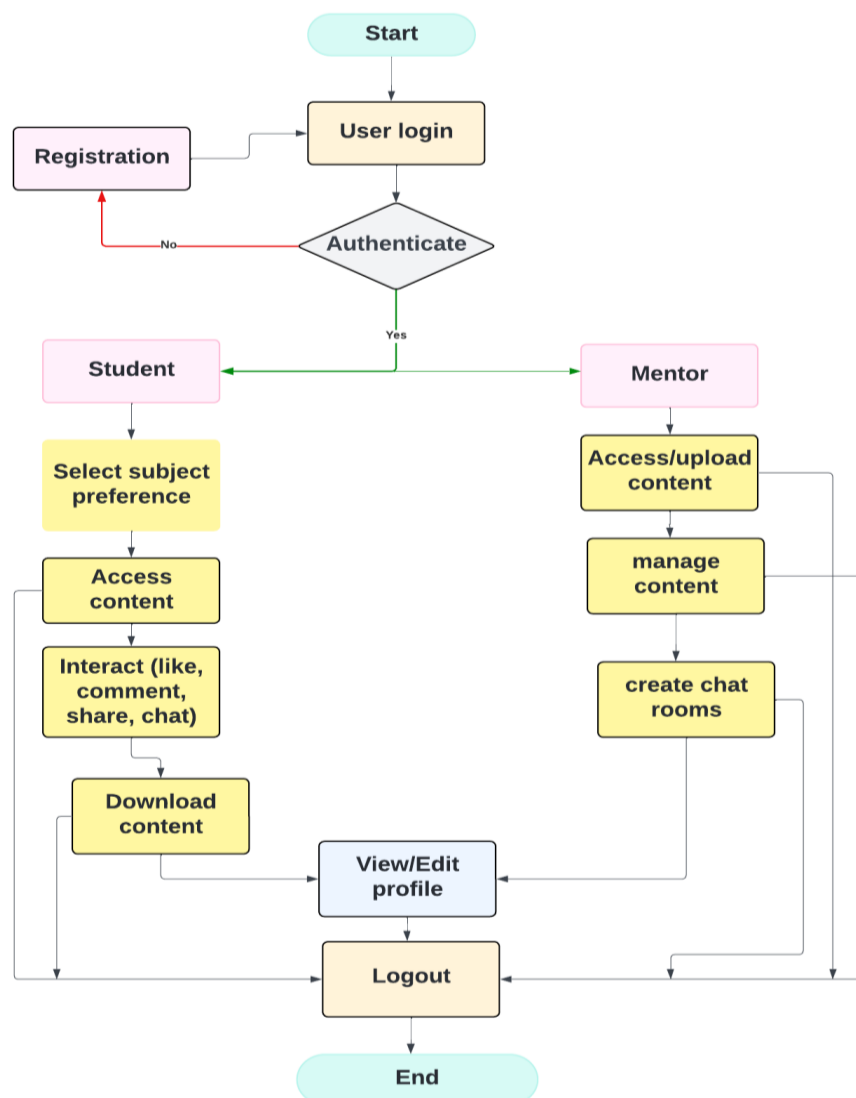 Start
User login
Registration
Authenticate
No
Yes
Student
Mentor
Select subject
preference
Access/upload
content
Access
content
manage
content
Interact (like,
comment,
share, chat)
create chat
rooms
Download
content
View/Edit
profile
Logout
End